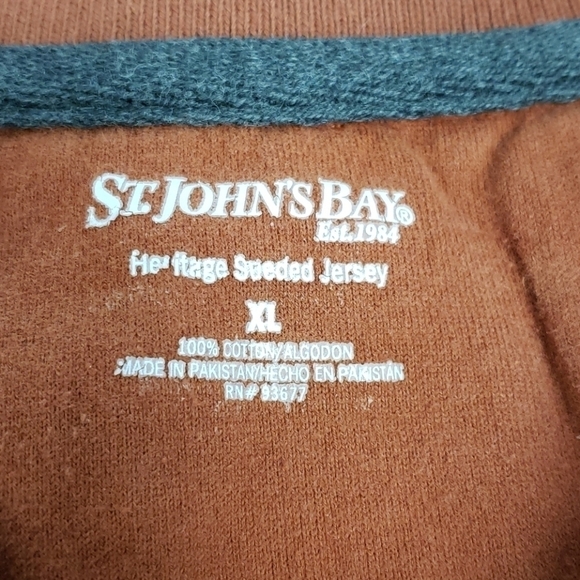 ST. JOHN'S BAY®
EST. 1984
Heritage Sueded Jersey
XL
100% COTTON/ALGODON
MADE IN PAKISTAN/HECHO EN PAKISTÁN
RN# 93677